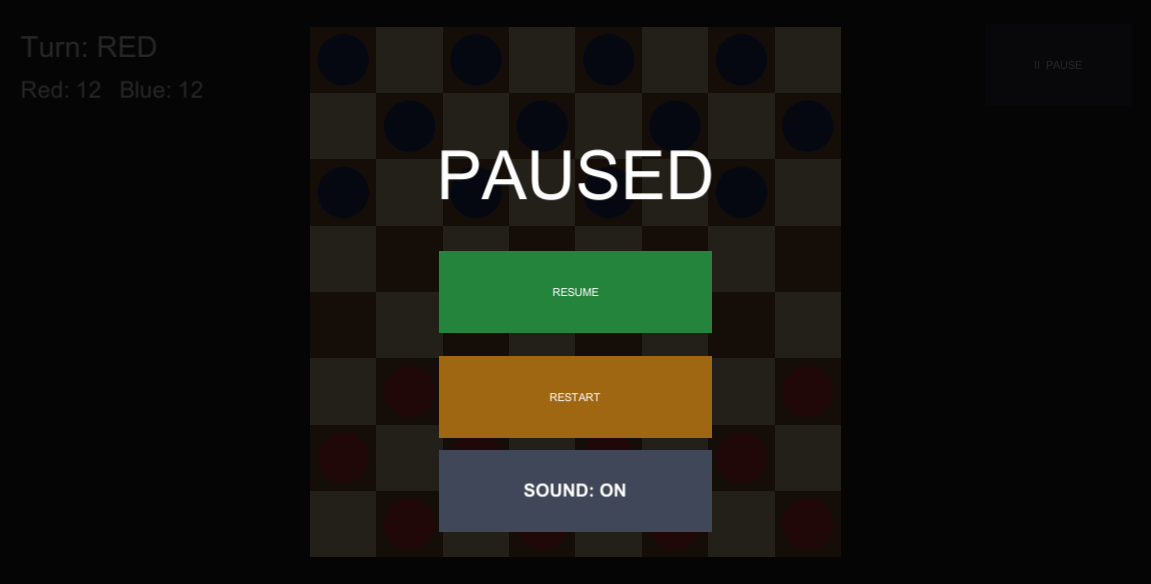 Turn: RED
Red: 12 Blue: 12
II PAUSE
PAUSED
RESUME
RESTART
SOUND: ON